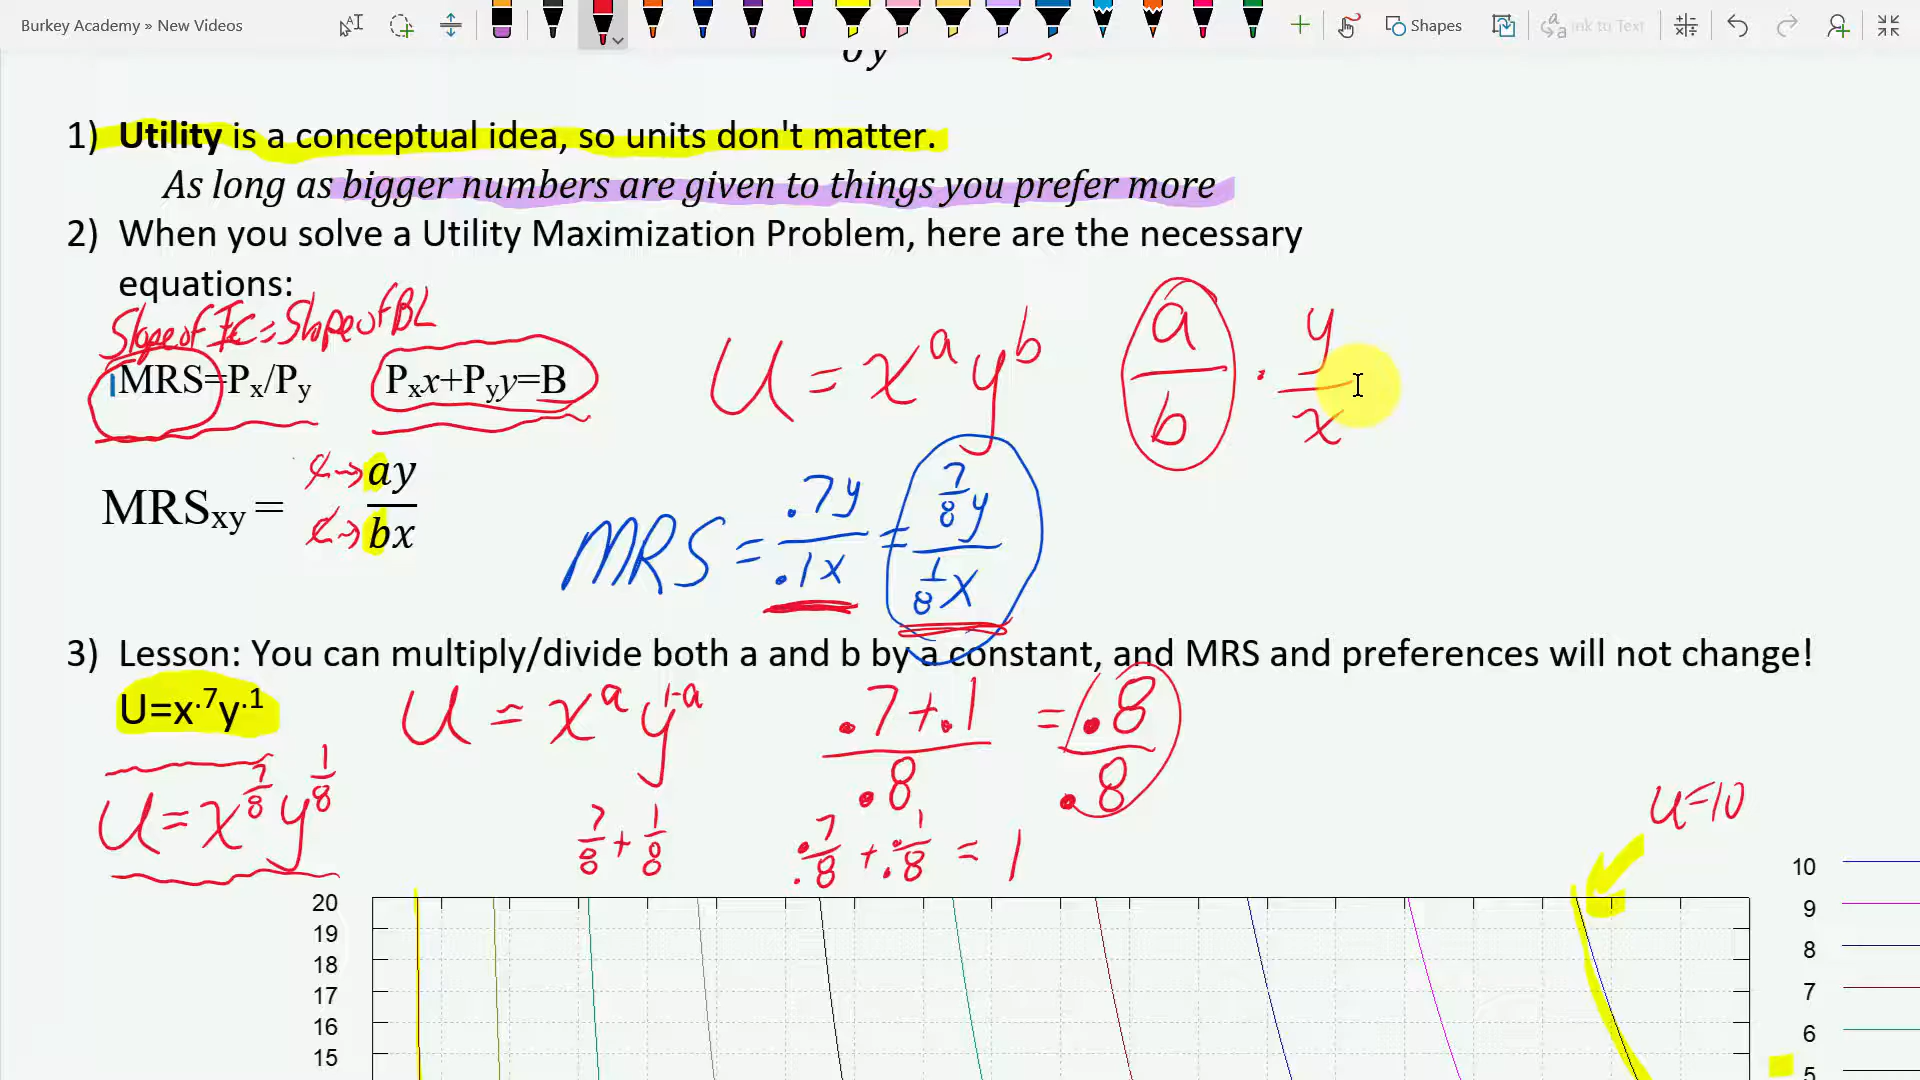 Burkey Academy » New Videos
Shapes
Ink to Text
1) Utility is a conceptual idea, so units don't matter.
As long as bigger numbers are given to things you prefer more
2) When you solve a Utility Maximization Problem, here are the necessary
equations:
Slope of IC = Slope of BL
MRS=Px/Py Pxx+Pyy=B
U = x^a y^b
a/b · y/x
MRSxy = ay/bx
MRS = .7y/.1x = 7/8 y / 1/8 x
3) Lesson: You can multiply/divide both a and b by a constant, and MRS and preferences will not change!
U=x^.7y^.1
U = x^a y^1-a
.7+.1/.8 = .8/.8
U = x^7/8 y^1/8
7/8 + 1/8
.7/.8 + .1/.8 = 1
u=10
20
19
18
17
16
15
10
9
8
7
6
5